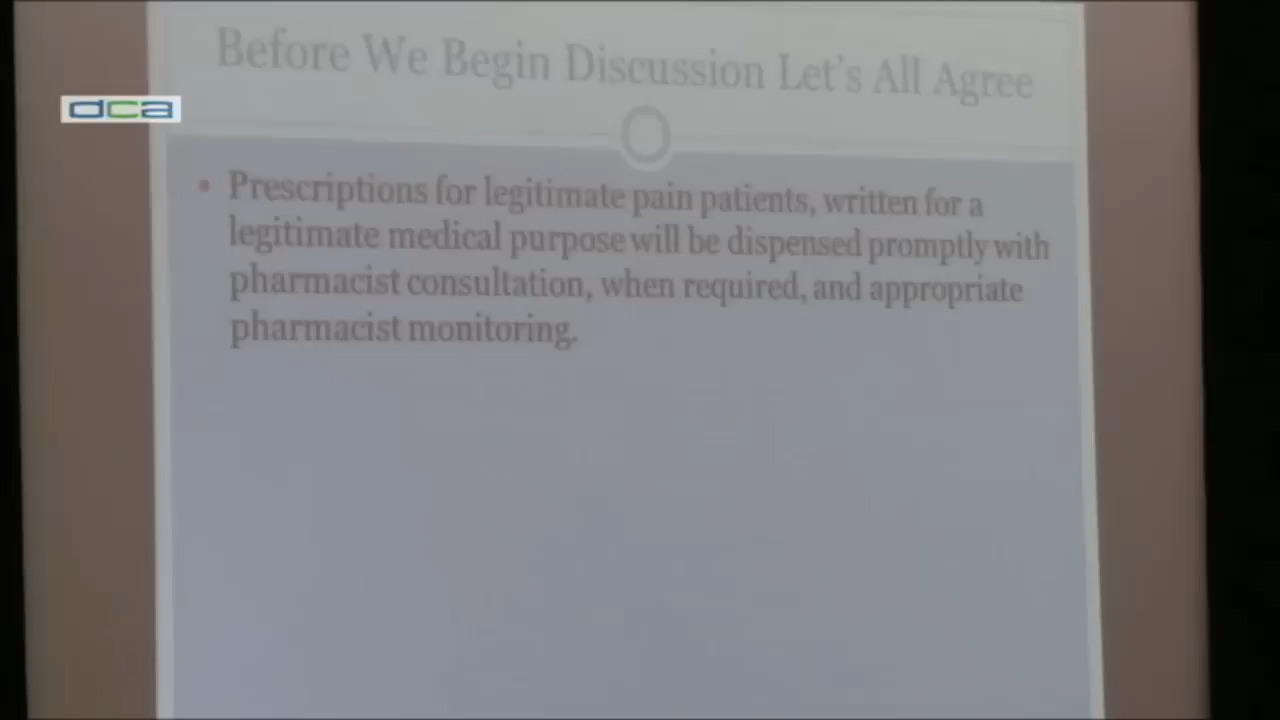 Before We Begin Discussion Let's All Agree
dca
• Prescriptions for legitimate pain patients, written for a
legitimate medical purpose will be dispensed promptly with
pharmacist consultation, when required, and appropriate
pharmacist monitoring.